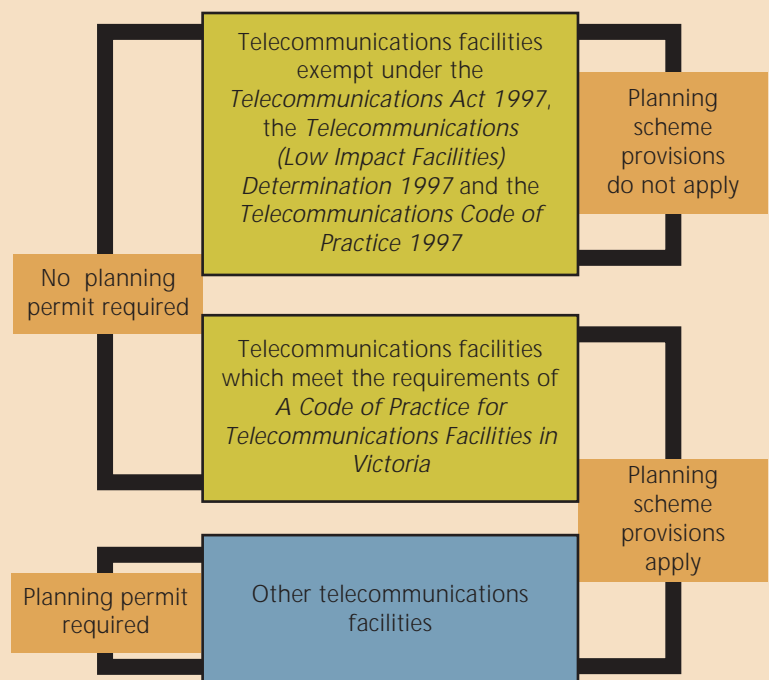 Telecommunications facilities
exempt under the
Telecommunications Act 1997,
the Telecommunications
(Low Impact Facilities)
Determination 1997 and the
Telecommunications Code of
Practice 1997
Planning
scheme
provisions
do not apply
No planning
permit required
Telecommunications facilities
which meet the requirements of
A Code of Practice for
Telecommunications Facilities in
Victoria
Planning
scheme
provisions
apply
Planning permit
required
Other telecommunications
facilities